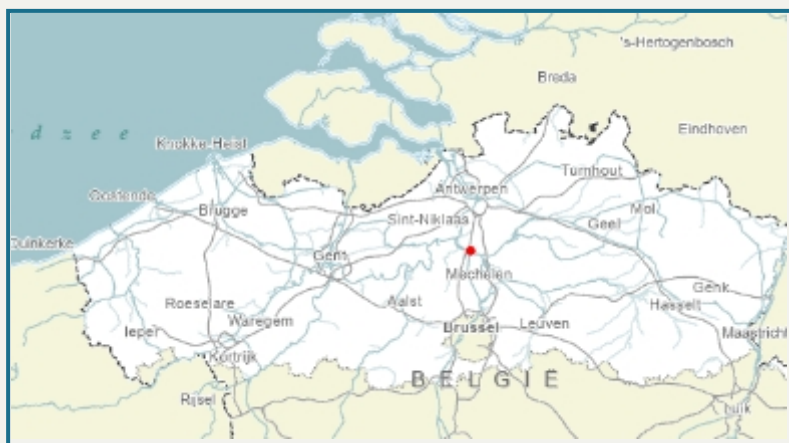 's-Hertogenbosch
Breda
d z e e
Eindhoven
Knokke-Heist
Turnhout
Antwerpen
Oostende
Mol
Brugge
Sint-Niklaas
Geel
Duinkerke
Gent
Mechelen
Genk
Roeselare
Aalst
Hasselt
Waregem
Ieper
Brussel
Leuven
Maastricht
Kortrijk
BELGIË
Rijsel
Luik